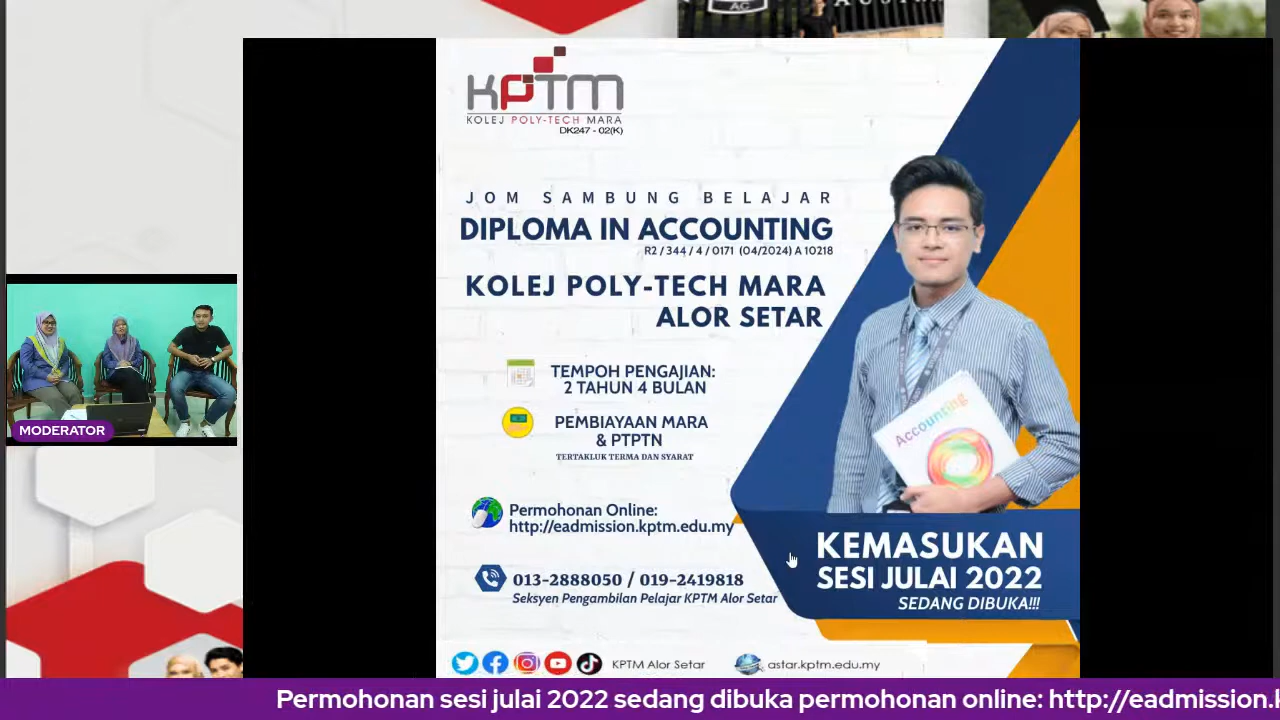 AC
KPTM
KOLEJ POLY-TECH MARA
DK247 - 02(K)
JOM SAMBUNG BELAJAR
DIPLOMA IN ACCOUNTING
R2 / 344 / 4 / 0171 (04/2024) A 10218
KOLEJ POLY-TECH MARA
ALOR SETAR
TEMPOH PENGAJIAN:
2 TAHUN 4 BULAN
PEMBIAYAAN MARA
& PTPTN
TERTAKLUK TERMA DAN SYARAT
Accounting
MODERATOR
Permohonan Online:
http://eadmission.kptm.edu.my
013-2888050 / 019-2419818
Seksyen Pengambilan Pelajar KPTM Alor Setar
KEMASUKAN
SESI JULAI 2022
SEDANG DIBUKA!!!
KPTM Alor Setar
astar.kptm.edu.my
Permohonan sesi julai 2022 sedang dibuka permohonan online: http://eadmission.